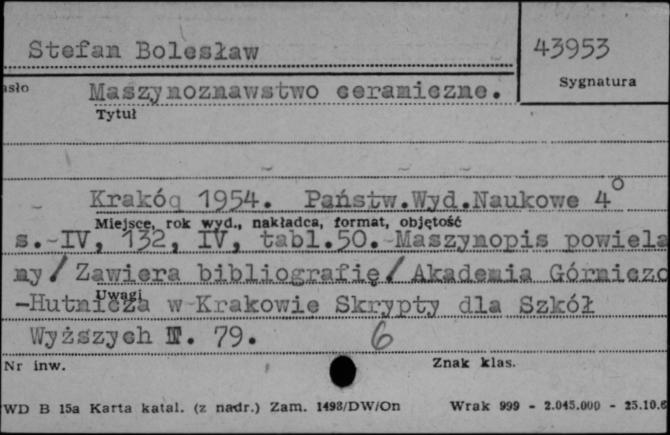 Stefan Bolesław
43953
Sygnatura
asło
Maszynoznawstwo ceramiczne.
Tytuł
Krakóq 1954. Państw.Wyd.Naukowe 4°
Miejsce, rok wyd., nakładca, format, objętość
s. IV, 132, IV, tabl.50. Maszynopis powiela
ny/ Zawiera bibliografię/ Akademia Górniczo
Uwagi
-Hutnicza w Krakowie Skrypty dla Szkół
Wyższych T. 79. 6
Nr inw.
Znak klas.
WD B 15a Karta katal. (z nadr.) Zam. 1498/DW/On
Wrak 999 - 2.045.000 - 25.10.6